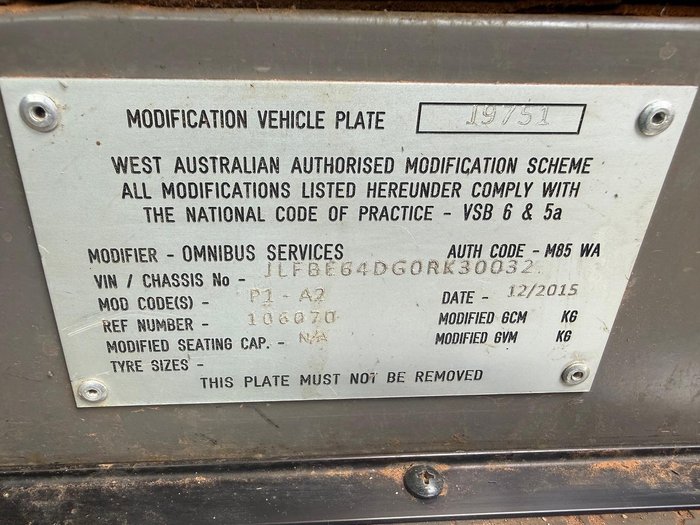 MODIFICATION VEHICLE PLATE J9751
WEST AUSTRALIAN AUTHORISED MODIFICATION SCHEME
ALL MODIFICATIONS LISTED HEREUNDER COMPLY WITH
THE NATIONAL CODE OF PRACTICE - VSB 6 & 5a
MODIFIER - OMNIBUS SERVICES AUTH CODE - M85 WA
VIN / CHASSIS No - JLFBE64DG0RK30032
MOD CODE(S) - P1 - A2 DATE - 12/2015
REF NUMBER - 106070 MODIFIED GCM KG
MODIFIED SEATING CAP. - N/A MODIFIED GVM KG
TYRE SIZES -
THIS PLATE MUST NOT BE REMOVED